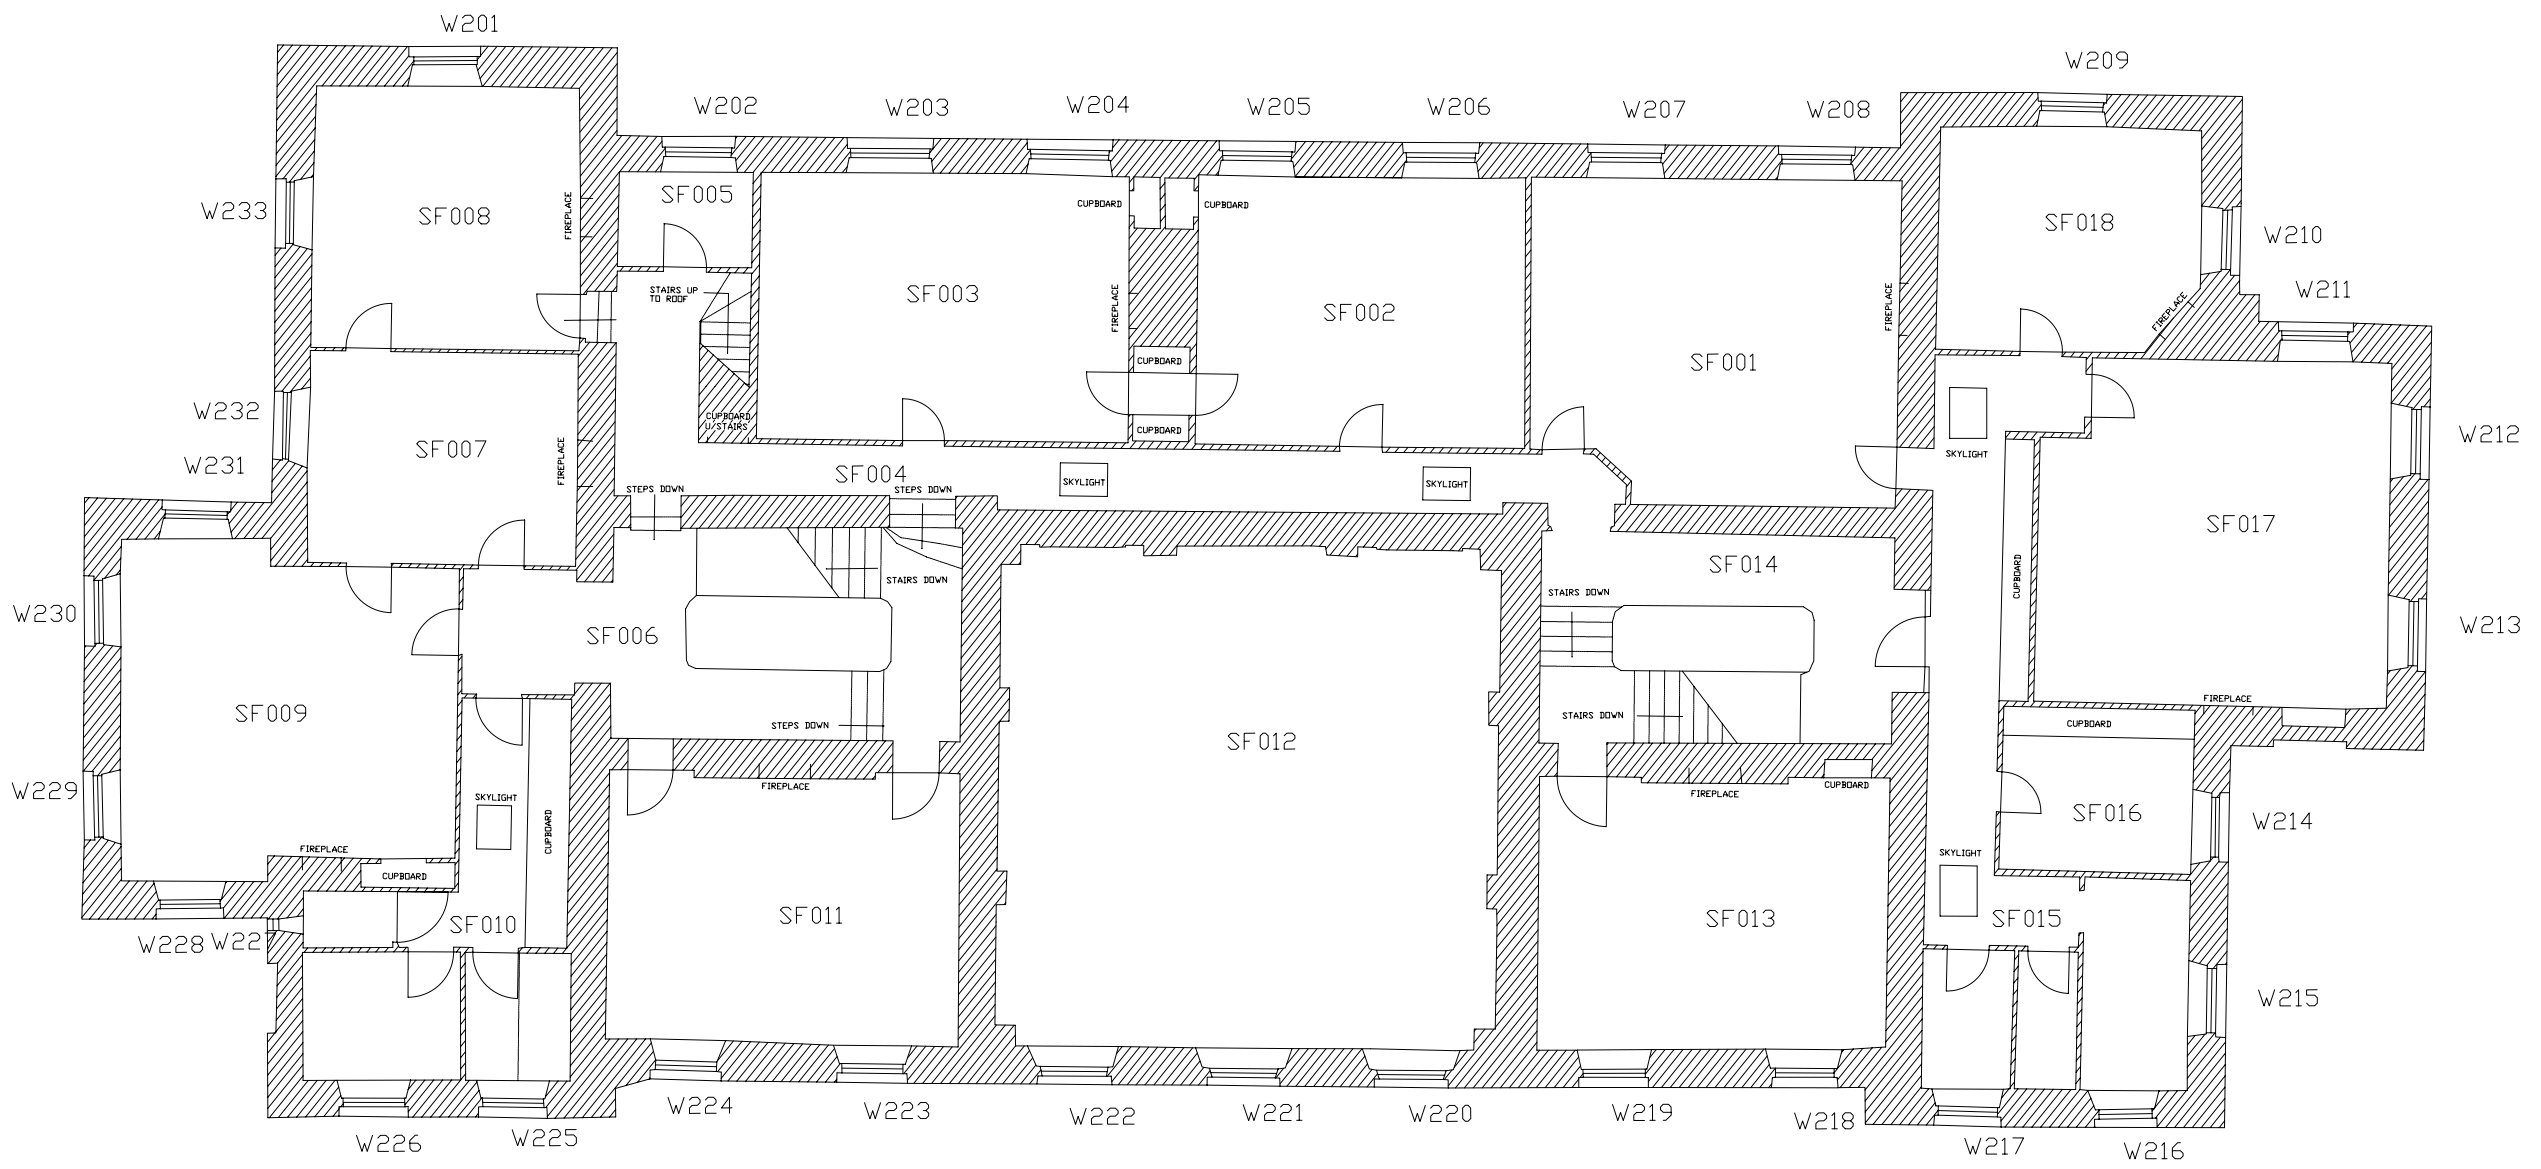 W201
W209
W202
W203
W204
W205
W206
W207
W208
SF005
CUPBOARD
CUPBOARD
W233
SF008
FIREPLACE
SF018
W210
STAIRS UP
TO ROOF
SF003
FIREPLACE
SF002
FIREPLACE
FIREPLACE
W211
CUPBOARD
SF001
W232
CUPBOARD
U/STAIRS
CUPBOARD
W212
SF007
FIREPLACE
SKYLIGHT
W231
SF004
SKYLIGHT
SKYLIGHT
STEPS DOWN
STEPS DOWN
SF017
SF014
CUPBOARD
STAIRS DOWN
STAIRS DOWN
W230
SF006
W213
FIREPLACE
SF009
STEPS DOWN
SF012
STAIRS DOWN
CUPBOARD
W229
SKYLIGHT
FIREPLACE
FIREPLACE
CUPBOARD
SF016
W214
CUPBOARD
FIREPLACE
SKYLIGHT
CUPBOARD
SF010
SF011
SF013
SF015
W228
W22
W215
W224
W223
W222
W221
W220
W219
W218
W226
W225
W217
W216